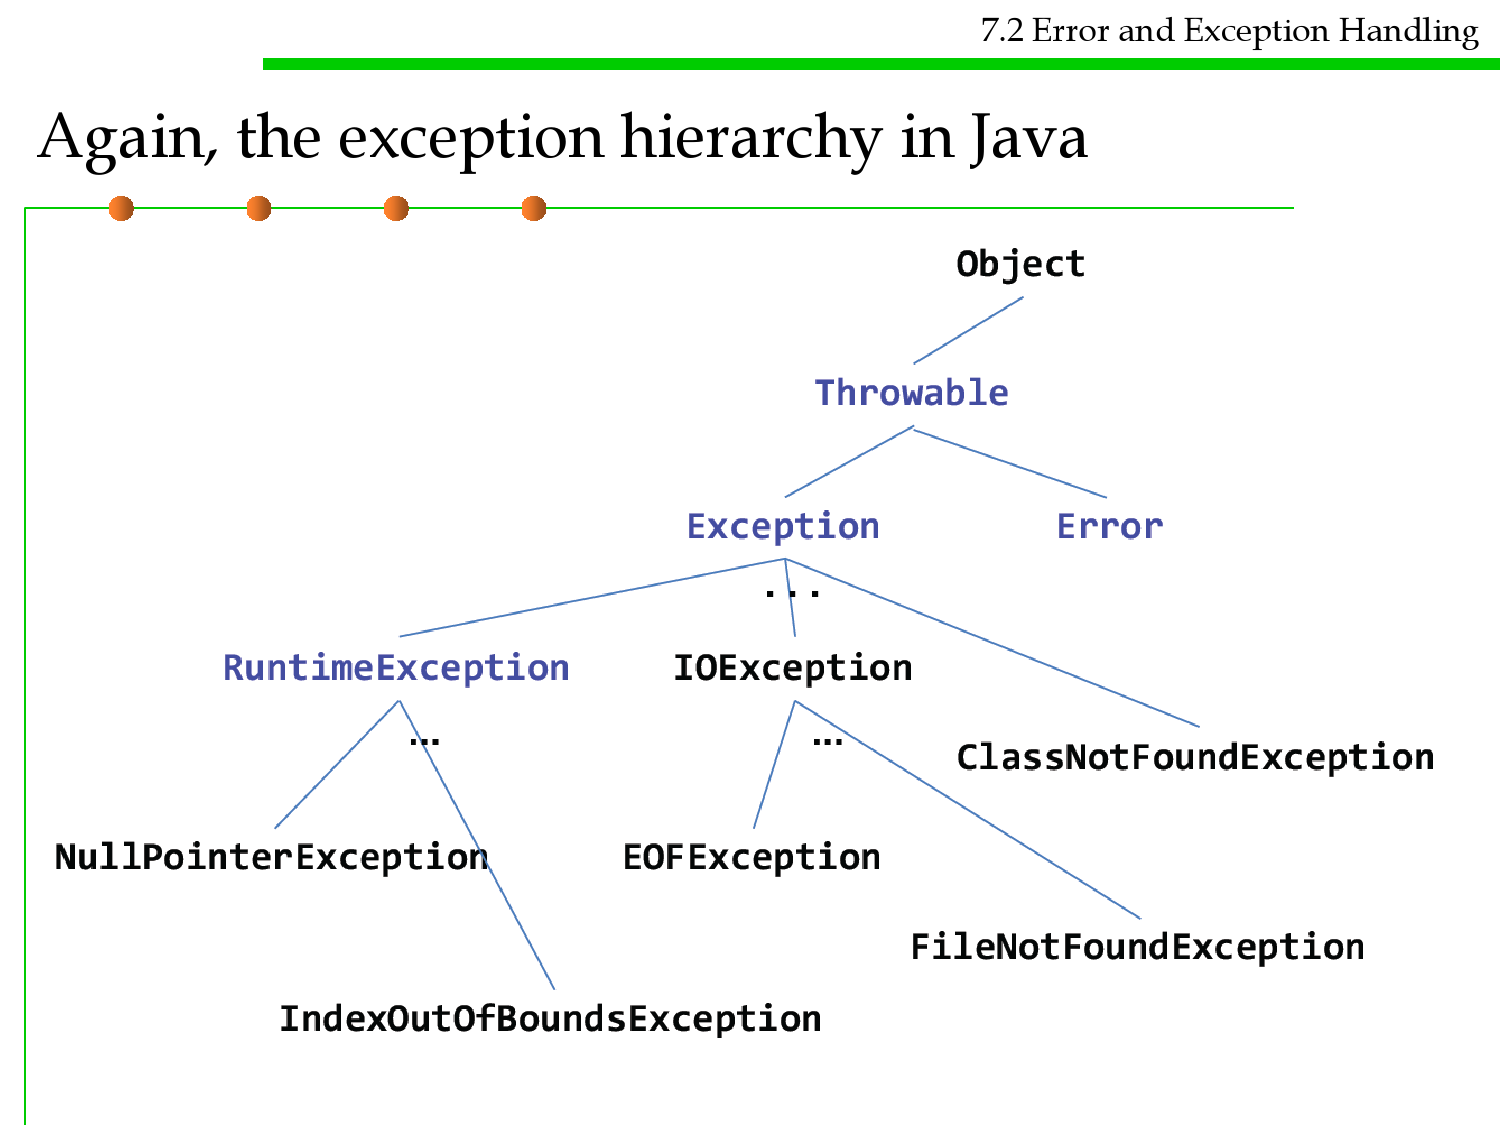 7.2 Error and Exception Handling
Again, the exception hierarchy in Java
Object
Throwable
Exception
Error
. . .
RuntimeException
IOException
...
...
ClassNotFoundException
NullPointerException
EOFException
FileNotFoundException
IndexOutOfBoundsException